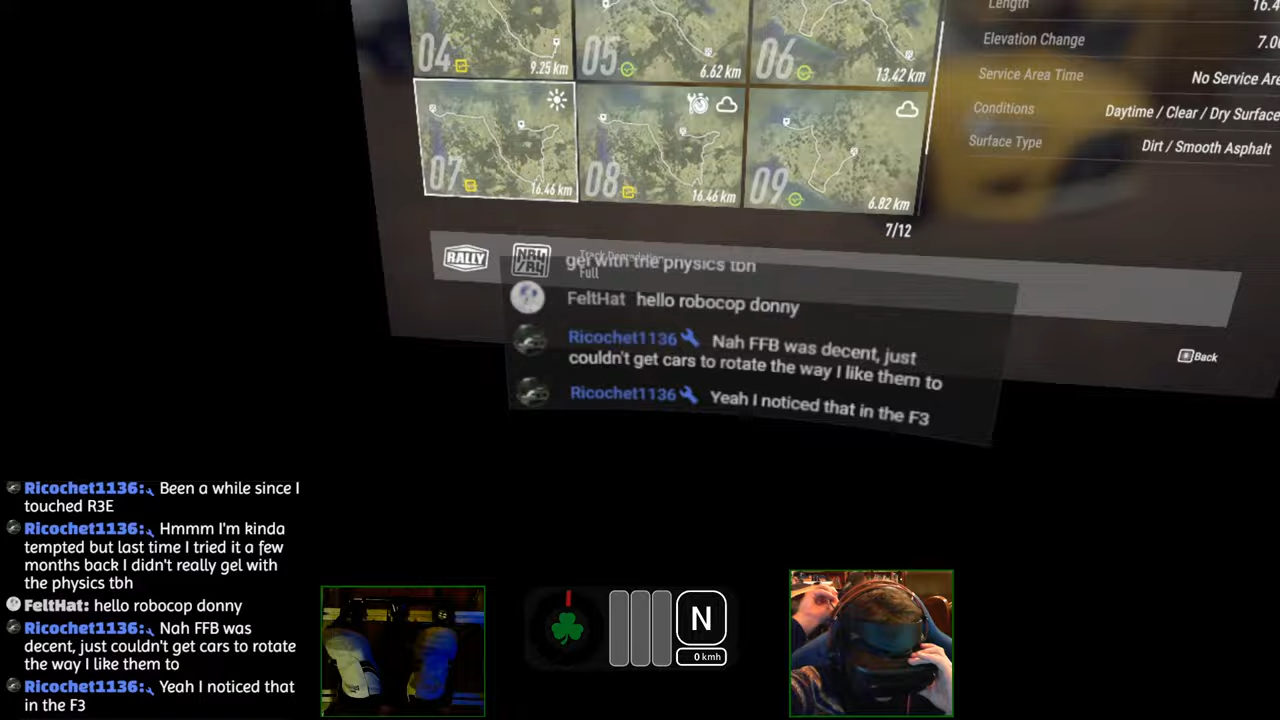 Length 16.4
Elevation Change 7.0
Service Area Time No Service Are
Conditions Daytime / Clear / Dry Surface
Surface Type Dirt / Smooth Asphalt
04 9.25 km
05 6.62 km
06 13.42 km
07 16.46 km
08 16.46 km
09 6.82 km
7/12
RALLY
NR4/R4
Track Degradation
Full
gel with the physics tbh
FeltHat hello robocop donny
Ricochet1136 Nah FFB was decent, just
couldn't get cars to rotate the way I like them to
Ricochet1136 Yeah I noticed that in the F3
Back
Ricochet1136: Been a while since I
touched R3E
Ricochet1136: Hmmm I'm kinda
tempted but last time I tried it a few
months back I didn't really gel with
the physics tbh
FeltHat: hello robocop donny
Ricochet1136: Nah FFB was
decent, just couldn't get cars to rotate
the way I like them to
Ricochet1136: Yeah I noticed that
in the F3
N
0 kmh